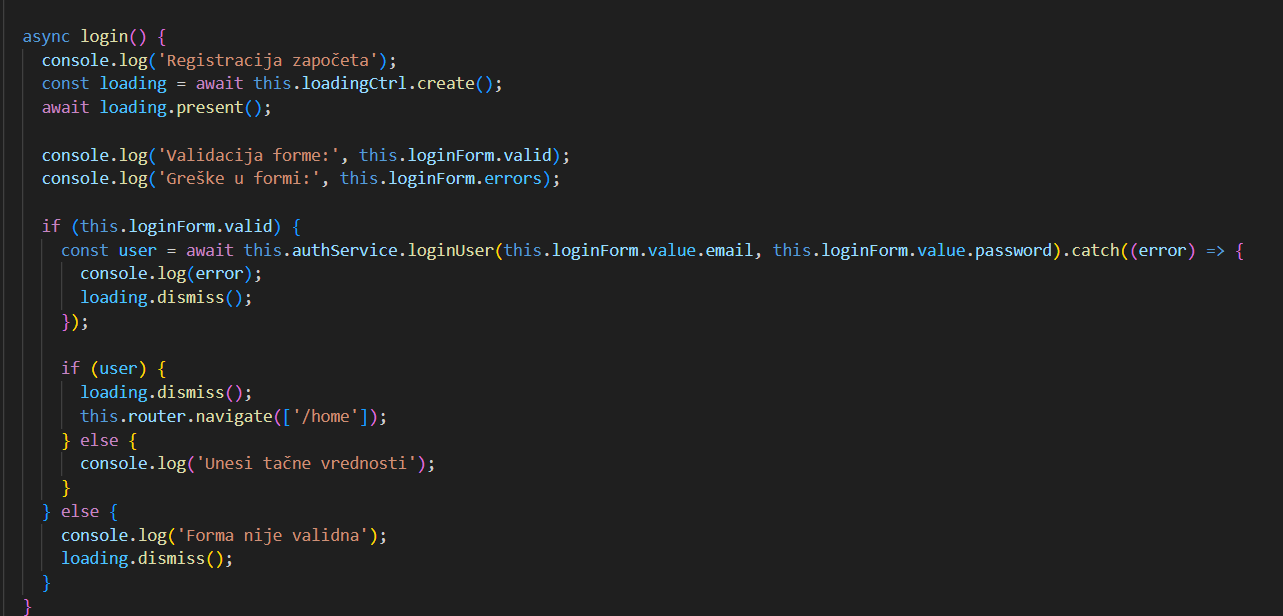 async login() {
  console.log('Registracija započeta');
  const loading = await this.loadingCtrl.create();
  await loading.present();

  console.log('Validacija forme:', this.loginForm.valid);
  console.log('Greške u formi:', this.loginForm.errors);

  if (this.loginForm.valid) {
    const user = await this.authService.loginUser(this.loginForm.value.email, this.loginForm.value.password).catch((error) => {
      console.log(error);
      loading.dismiss();
    });

    if (user) {
      loading.dismiss();
      this.router.navigate(['/home']);
    } else {
      console.log('Unesi tačne vrednosti');
    }
  } else {
    console.log('Forma nije validna');
    loading.dismiss();
  }
}